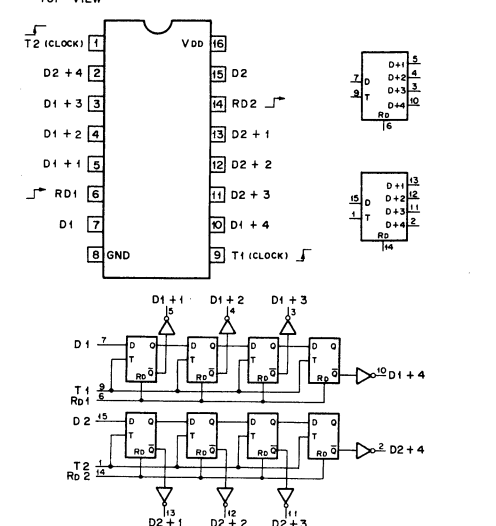 TOP VIEW
T2 (CLOCK) 1
VDD 16
D2 + 4 2
15 D2
D1 + 3 3
14 RD2
D1 + 2 4
13 D2 + 1
D1 + 1 5
12 D2 + 2
RD1 6
11 D2 + 3
D1 7
10 D1 + 4
8 GND
9 T1 (CLOCK)
7 D D+1 5
D+2 4
9 T D+3 3
D+4 10
RD
6
15 D D+1 13
D+2 12
1 T D+3 11
D+4 2
RD
14
D1 + 1 D1 + 2 D1 + 3
5 4 3
D1 7 D Q D Q D Q D
T T T T
Q̅ Q̅ Q̅ Q̅
RD RD RD RD
10 D1 + 4
T1 9
RD1 6
D2 15 D Q D Q D Q D
T T T T
Q̅ Q̅ Q̅ Q̅
RD RD RD RD
2 D2 + 4
T2 1
RD2 14
13 12 11
D2 + 1 D2 + 2 D2 + 3